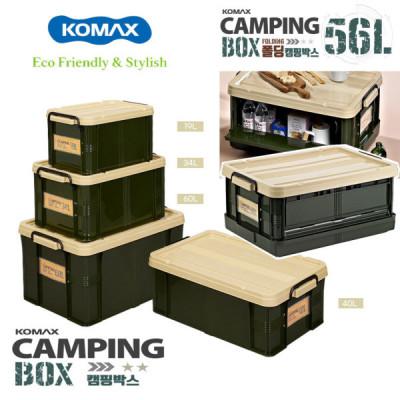 KOMAX
Eco Friendly & Stylish
KOMAX
CAMPING
BOX FOLDING 폴딩캠핑박스 56L
19L
34L
60L
40L
KOMAX
CAMPING
BOX 캠핑박스